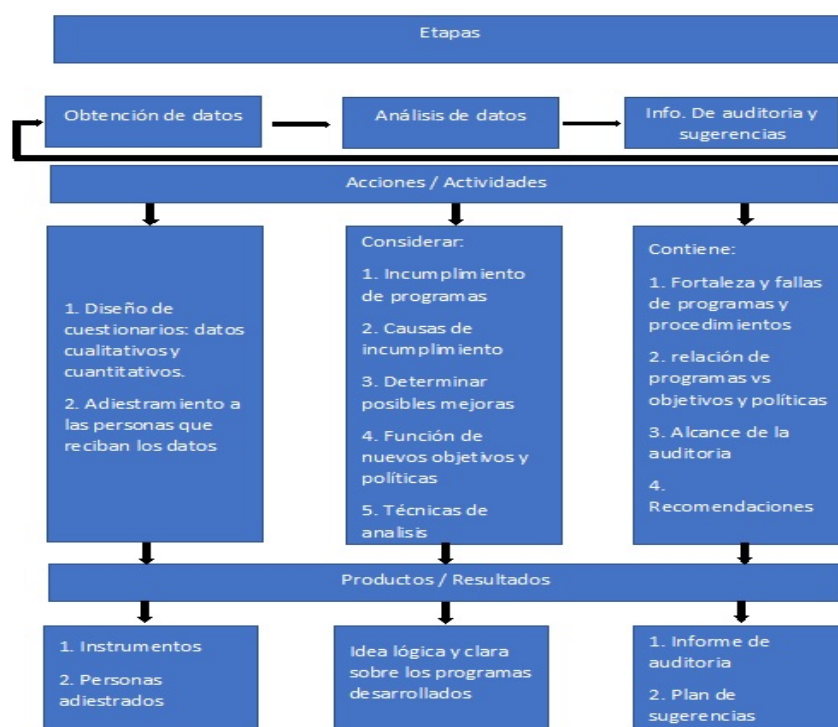 Etapas
Obtención de datos
Análisis de datos
Info. De auditoria y
sugerencias
Acciones / Actividades
1. Diseño de
cuestionarios: datos
cualitativos y
cuantitativos.
2. Adiestramiento a
las personas que
reciban los datos
Considerar:
1. Incumplimiento
de programas
2. Causas de
incumplimiento
3. Determinar
posibles mejoras
4. Función de
nuevos objetivos y
políticas
5. Técnicas de
analisis
Contiene:
1. Fortaleza y fallas
de programas y
procedimientos
2. relación de
programas vs
objetivos y políticas
3. Alcance de la
auditoria
4.
Recomendaciones
Productos / Resultados
1. Instrumentos
2. Personas
adiestrados
Idea lógica y clara
sobre los programas
desarrollados
1. Informe de
auditoria
2. Plan de
sugerencias